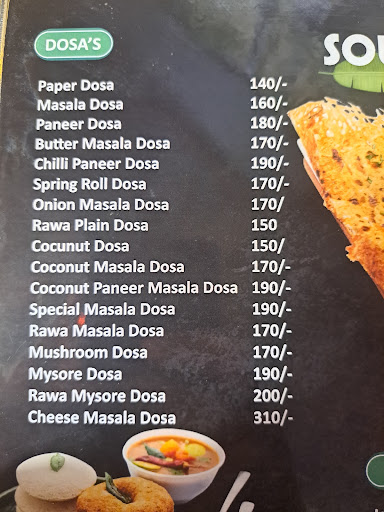 DOSA'S
SOU
Paper Dosa 140/-
Masala Dosa 160/-
Paneer Dosa 180/-
Butter Masala Dosa 170/-
Chilli Paneer Dosa 190/-
Spring Roll Dosa 170/-
Onion Masala Dosa 170/
Rawa Plain Dosa 150
Cocunut Dosa 150/
Coconut Masala Dosa 170/-
Coconut Paneer Masala Dosa 190/-
Special Masala Dosa 190/-
Rawa Masala Dosa 170/-
Mushroom Dosa 170/-
Mysore Dosa 190/-
Rawa Mysore Dosa 200/-
Cheese Masala Dosa 310/-